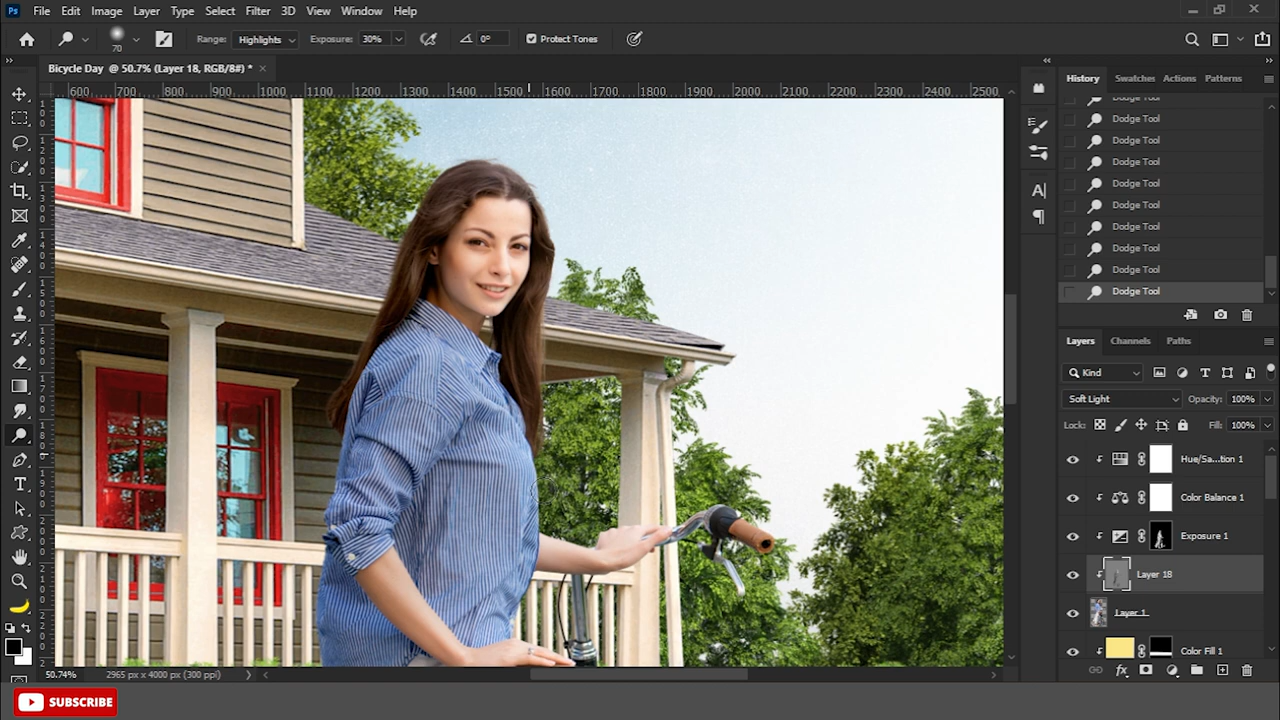 Ps File Edit Image Layer Type Select Filter 3D View Window Help
70 Range: Highlights Exposure: 30% 0° Protect Tones
Bicycle Day @ 50.7% (Layer 18, RGB/8#) * ×
600 700 800 900 1000 1100 1200 1300 1400 1500 1600 1700 1800 1900 2000 2100 2200 2300 2400 2500
History Swatches Actions Patterns
Dodge Tool
Dodge Tool
Dodge Tool
Dodge Tool
Dodge Tool
Dodge Tool
Dodge Tool
Dodge Tool
Dodge Tool
Dodge Tool
Layers Channels Paths
Kind
Soft Light Opacity: 100%
Lock: Fill: 100%
Hue/Sa...tion 1
Color Balance 1
Exposure 1
Layer 18
Layer 1
Color Fill 1
50.74% 2965 px x 4000 px (300 ppi)
SUBSCRIBE